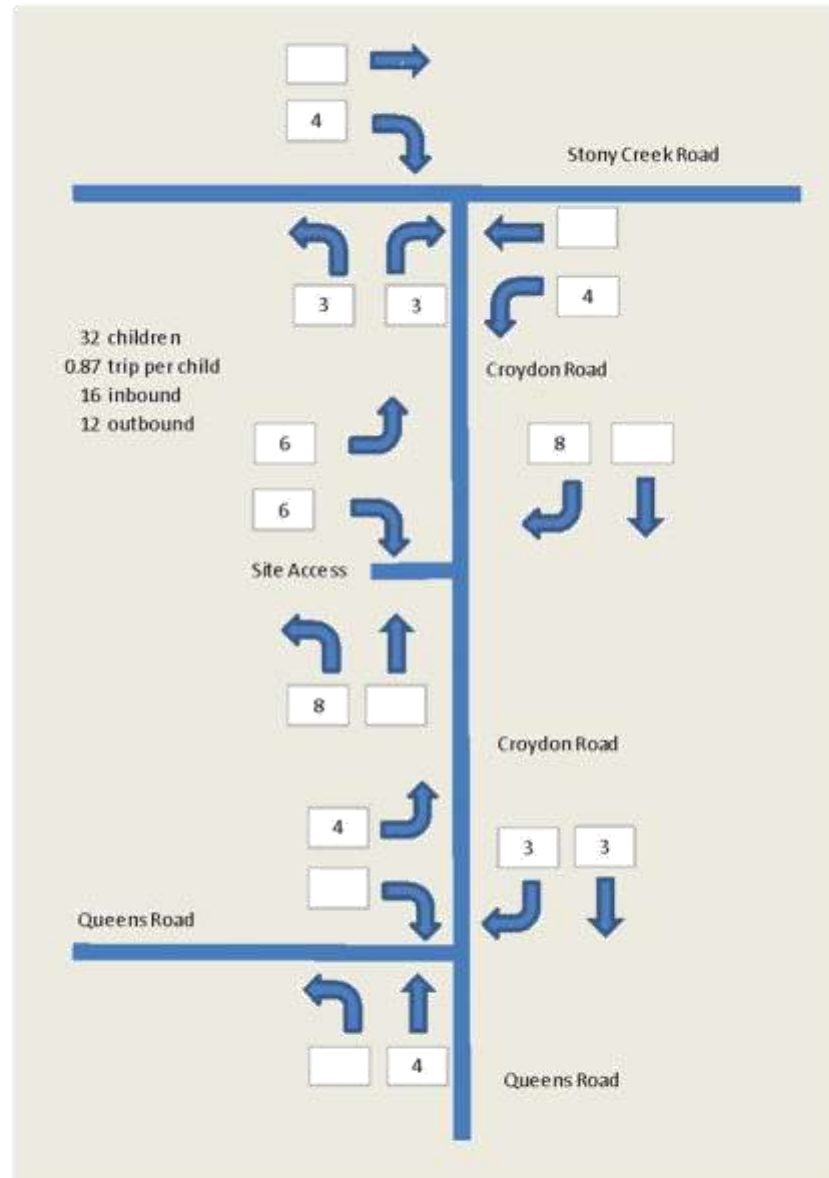 4
Stony Creek Road
3 3
4
32 children
0.87 trip per child
16 inbound
12 outbound
Croydon Road
6
8
6
Site Access
8
Croydon Road
4
3 3
Queens Road
4
Queens Road